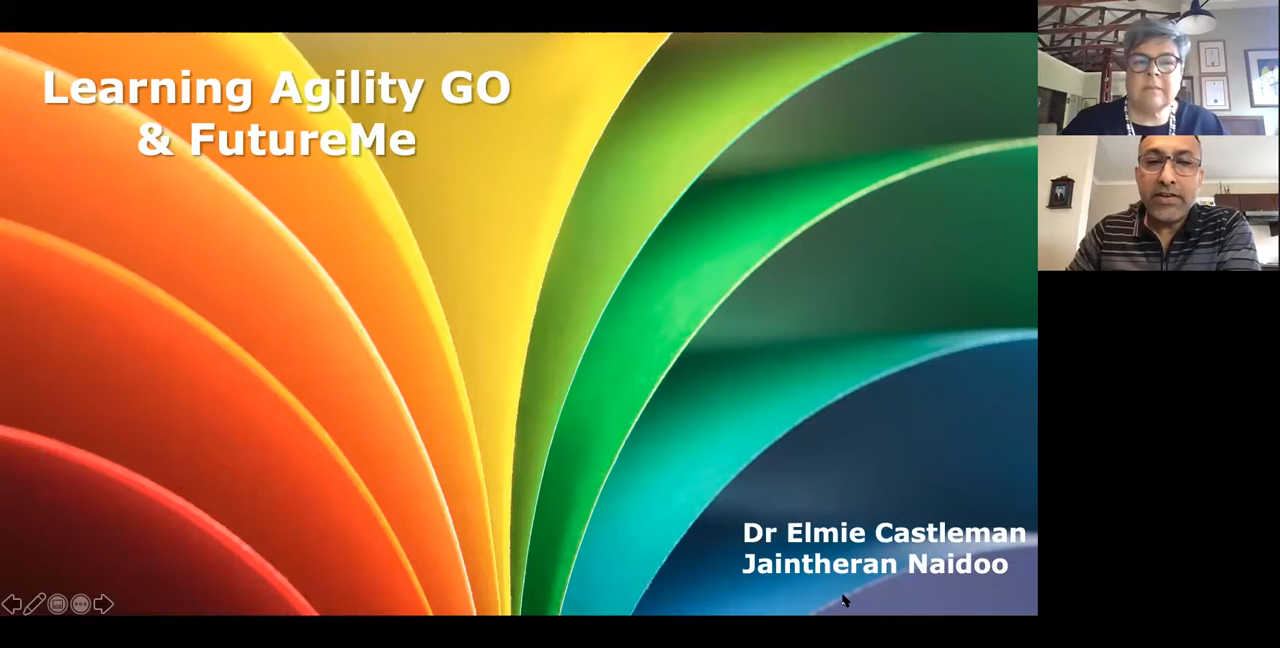 Learning Agility GO
& FutureMe
Dr Elmie Castleman
Jaintheran Naidoo